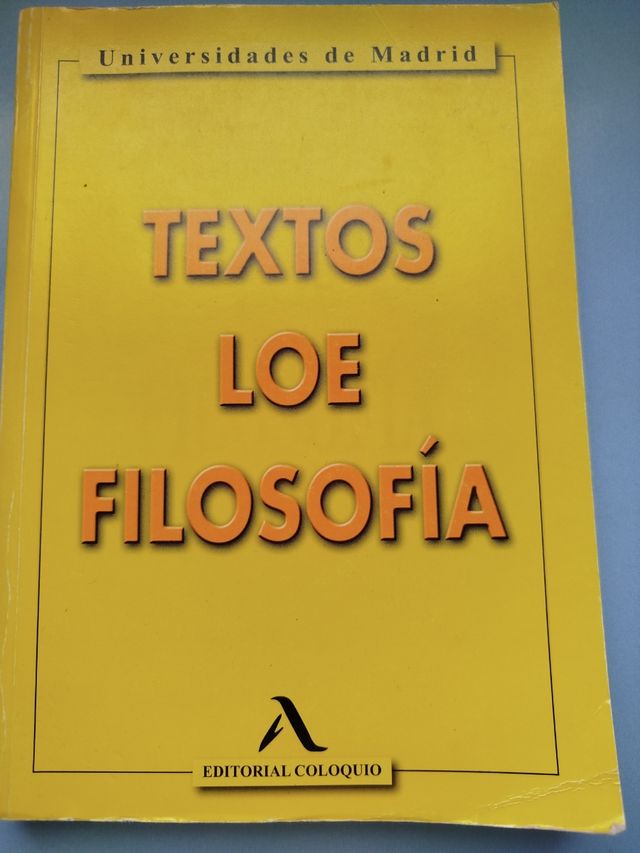 Universidades de Madrid
TEXTOS
LOE
FILOSOFÍA
EDITORIAL COLOQUIO